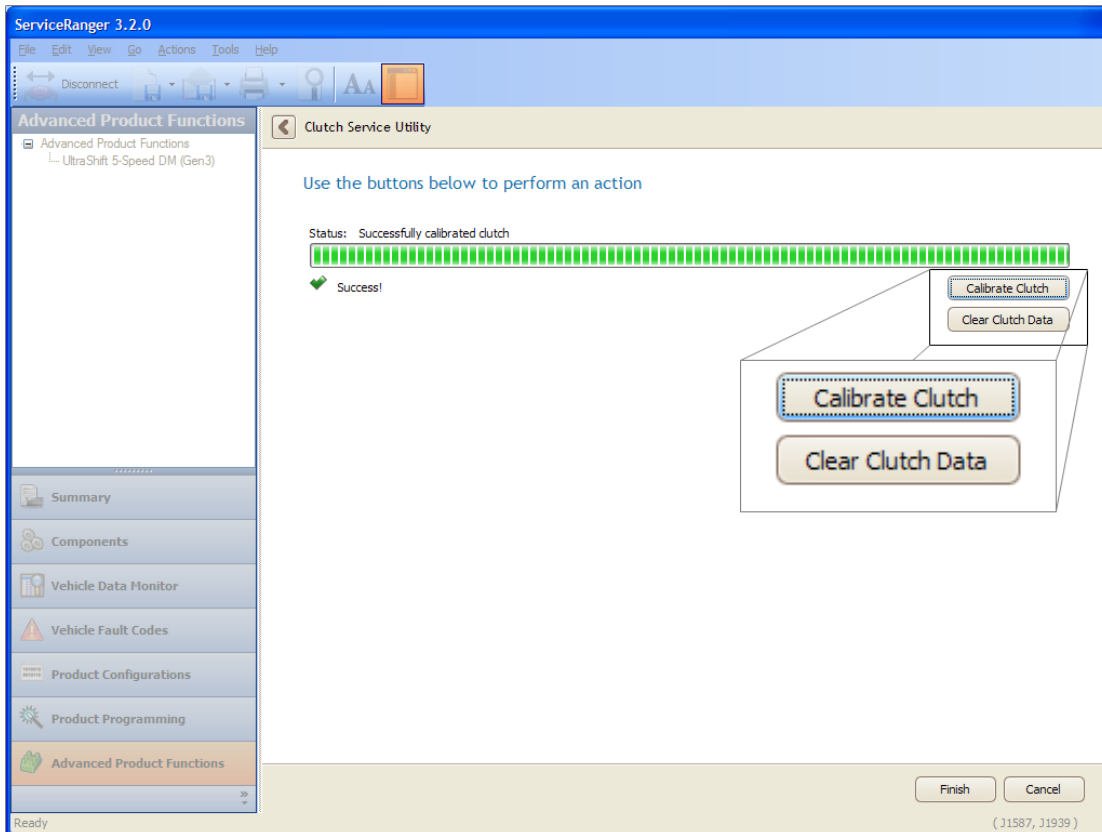 ServiceRanger 3.2.0
File Edit View Go Actions Tools Help
Disconnect
AA
Advanced Product Functions
Advanced Product Functions
UltraShift 5-Speed DM (Gen3)
Clutch Service Utility
Use the buttons below to perform an action
Status: Successfully calibrated clutch
Success!
Calibrate Clutch
Clear Clutch Data
Calibrate Clutch
Clear Clutch Data
Summary
Components
Vehicle Data Monitor
Vehicle Fault Codes
Product Configurations
Product Programming
Advanced Product Functions
Finish Cancel
Ready
( J1587, J1939 )